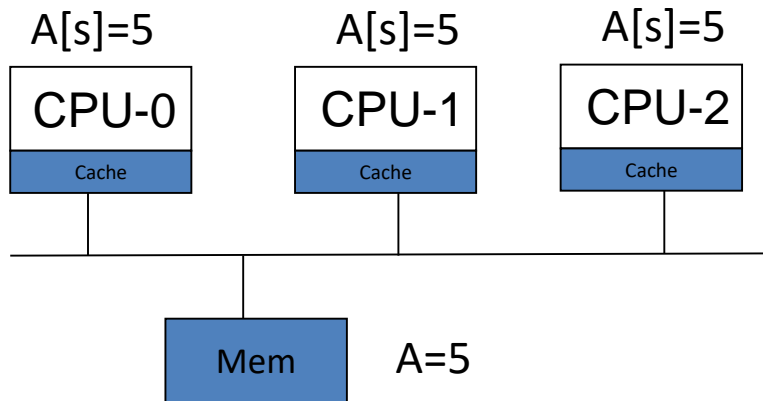 A[s]=5 A[s]=5 A[s]=5
CPU-0 CPU-1 CPU-2
Cache Cache Cache
Mem A=5